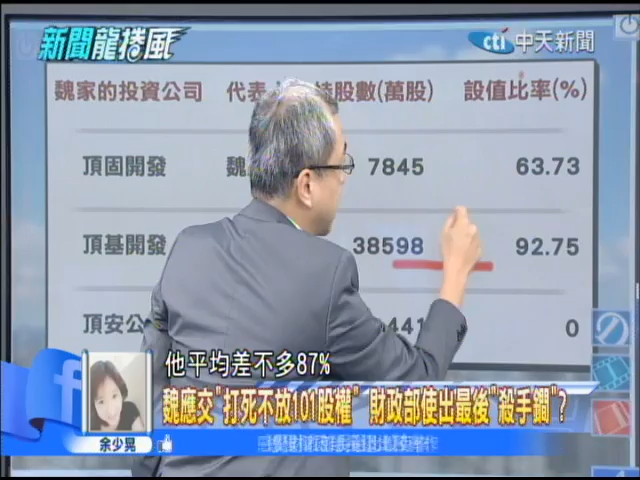 新聞龍捲風
cti 中天新聞
魏家的投資公司 代表 持股數(萬股) 設值比率(%)
頂固開發 魏 7845 63.73
頂基開發 38598 92.75
頂安公 441 0
他平均差不多87%
魏應交"打死不放101股權" 財政部使出最後"殺手鐧"?
余少晃